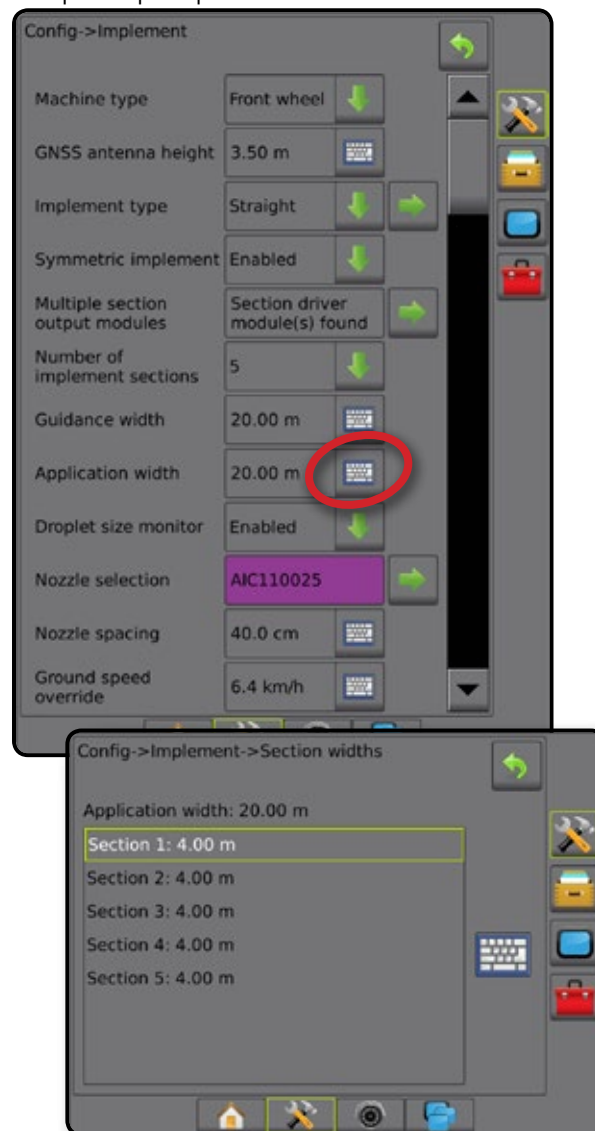 Config->Implement
Machine type Front wheel
GNSS antenna height 3.50 m
Implement type Straight
Symmetric implement Enabled
Multiple section
output modules
Section driver
module(s) found
Number of
implement sections
5
Guidance width 20.00 m
Application width 20.00 m
Droplet size monitor Enabled
Nozzle selection AIC110025
Nozzle spacing 40.0 cm
Ground speed
override
6.4 km/h
Config->Implement->Section widths
Application width: 20.00 m
Section 1: 4.00 m
Section 2: 4.00 m
Section 3: 4.00 m
Section 4: 4.00 m
Section 5: 4.00 m